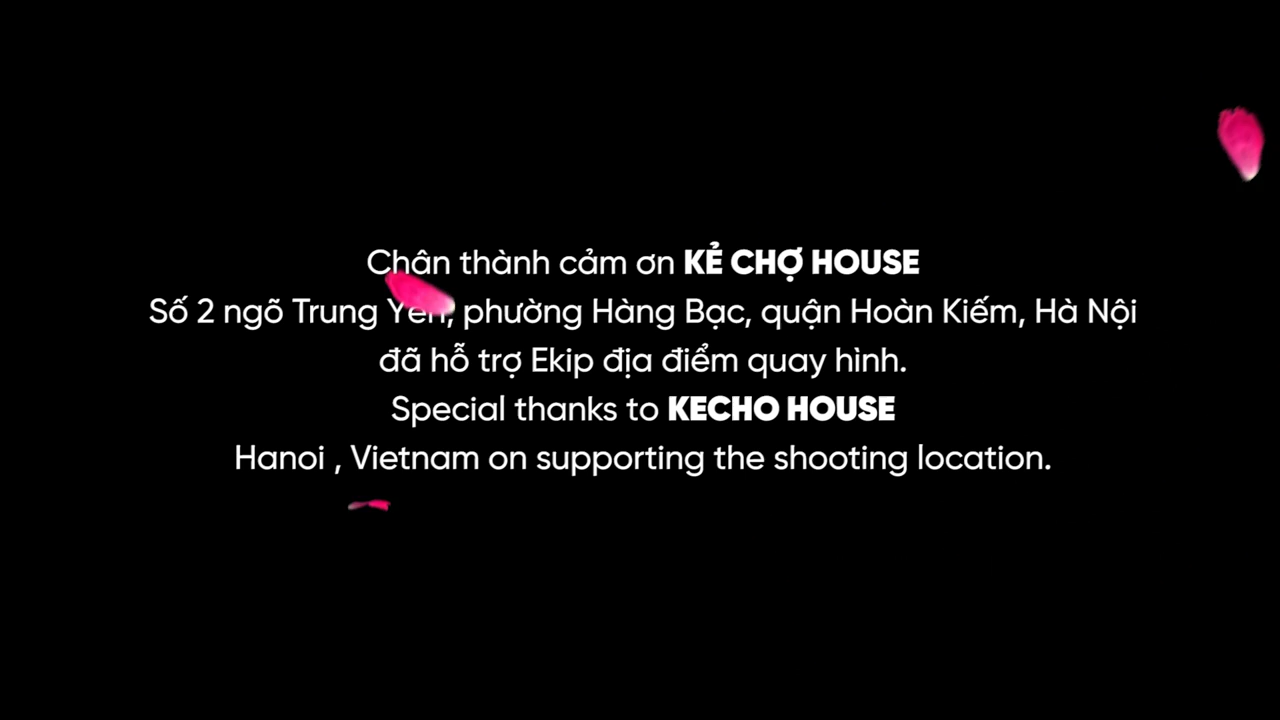 Chân thành cảm ơn KẺ CHỢ HOUSE
Số 2 ngõ Trung Yên, phường Hàng Bạc, quận Hoàn Kiếm, Hà Nội
đã hỗ trợ Ekip địa điểm quay hình.
Special thanks to KECHO HOUSE
Hanoi , Vietnam on supporting the shooting location.